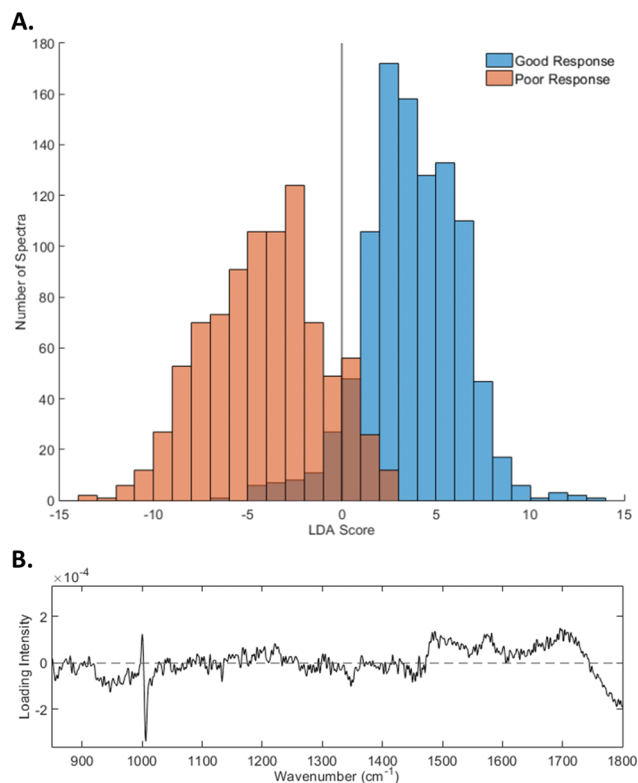 A.
180
160
140
120
100
80
60
40
20
0
Number of Spectra
Good Response
Poor Response
-15 -10 -5 0 5 10 15
LDA Score
B.
×10⁻⁴
2
0
-2
Loading Intensity
900 1000 1100 1200 1300 1400 1500 1600 1700 1800
Wavenumber (cm⁻¹)